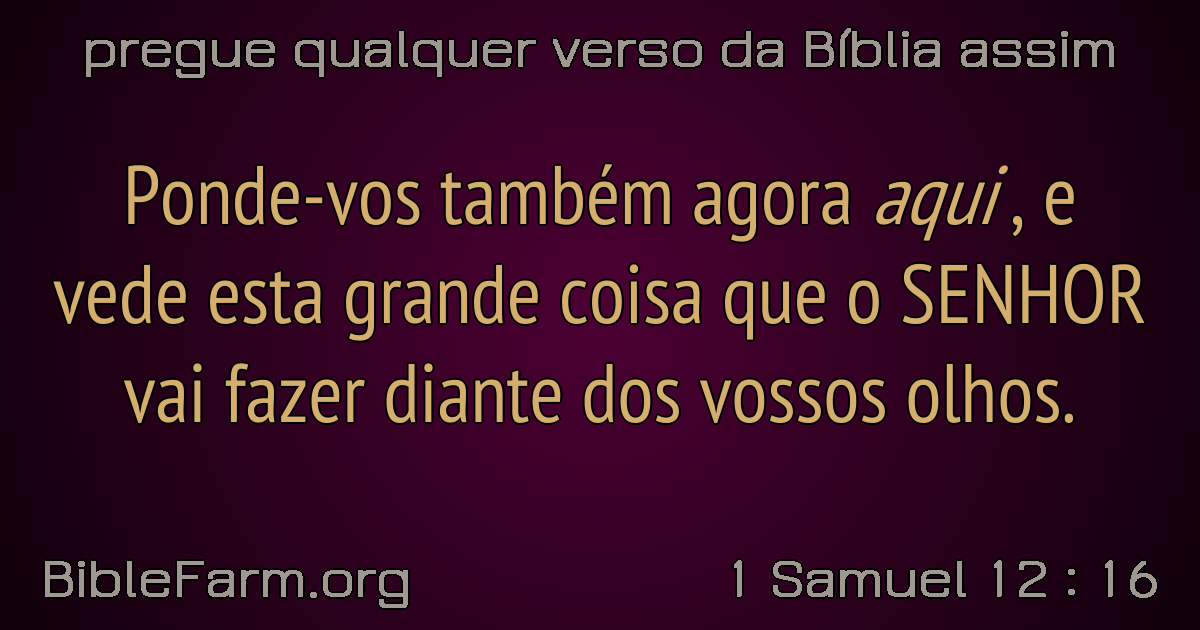 pregue qualquer verso da Bíblia assim
Ponde-vos também agora aqui , e
vede esta grande coisa que o SENHOR
vai fazer diante dos vossos olhos.
BibleFarm.org
1 Samuel 12 : 16